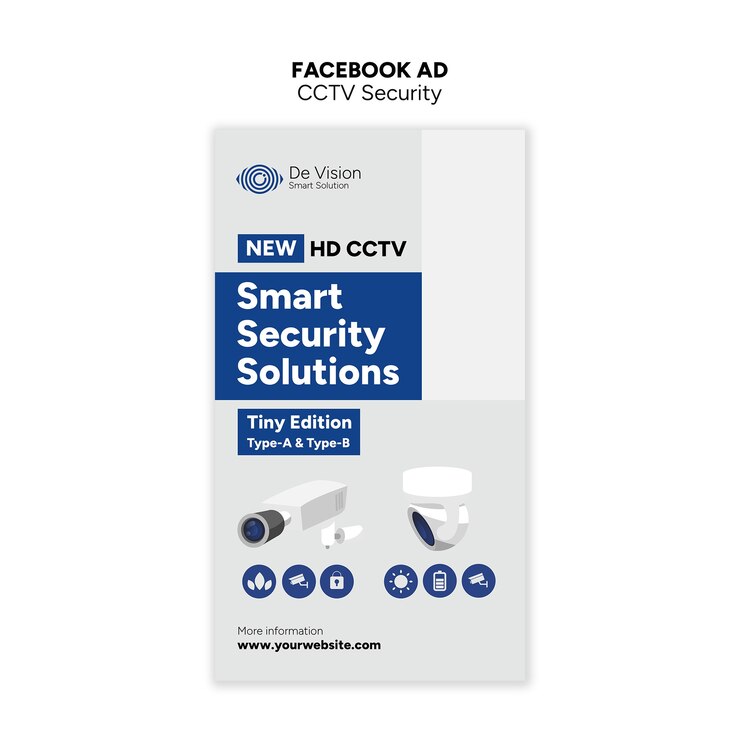 FACEBOOK AD
CCTV Security
De Vision
Smart Solution
NEW HD CCTV
Smart
Security
Solutions
Tiny Edition
Type-A & Type-B
More information
www.yourwebsite.com